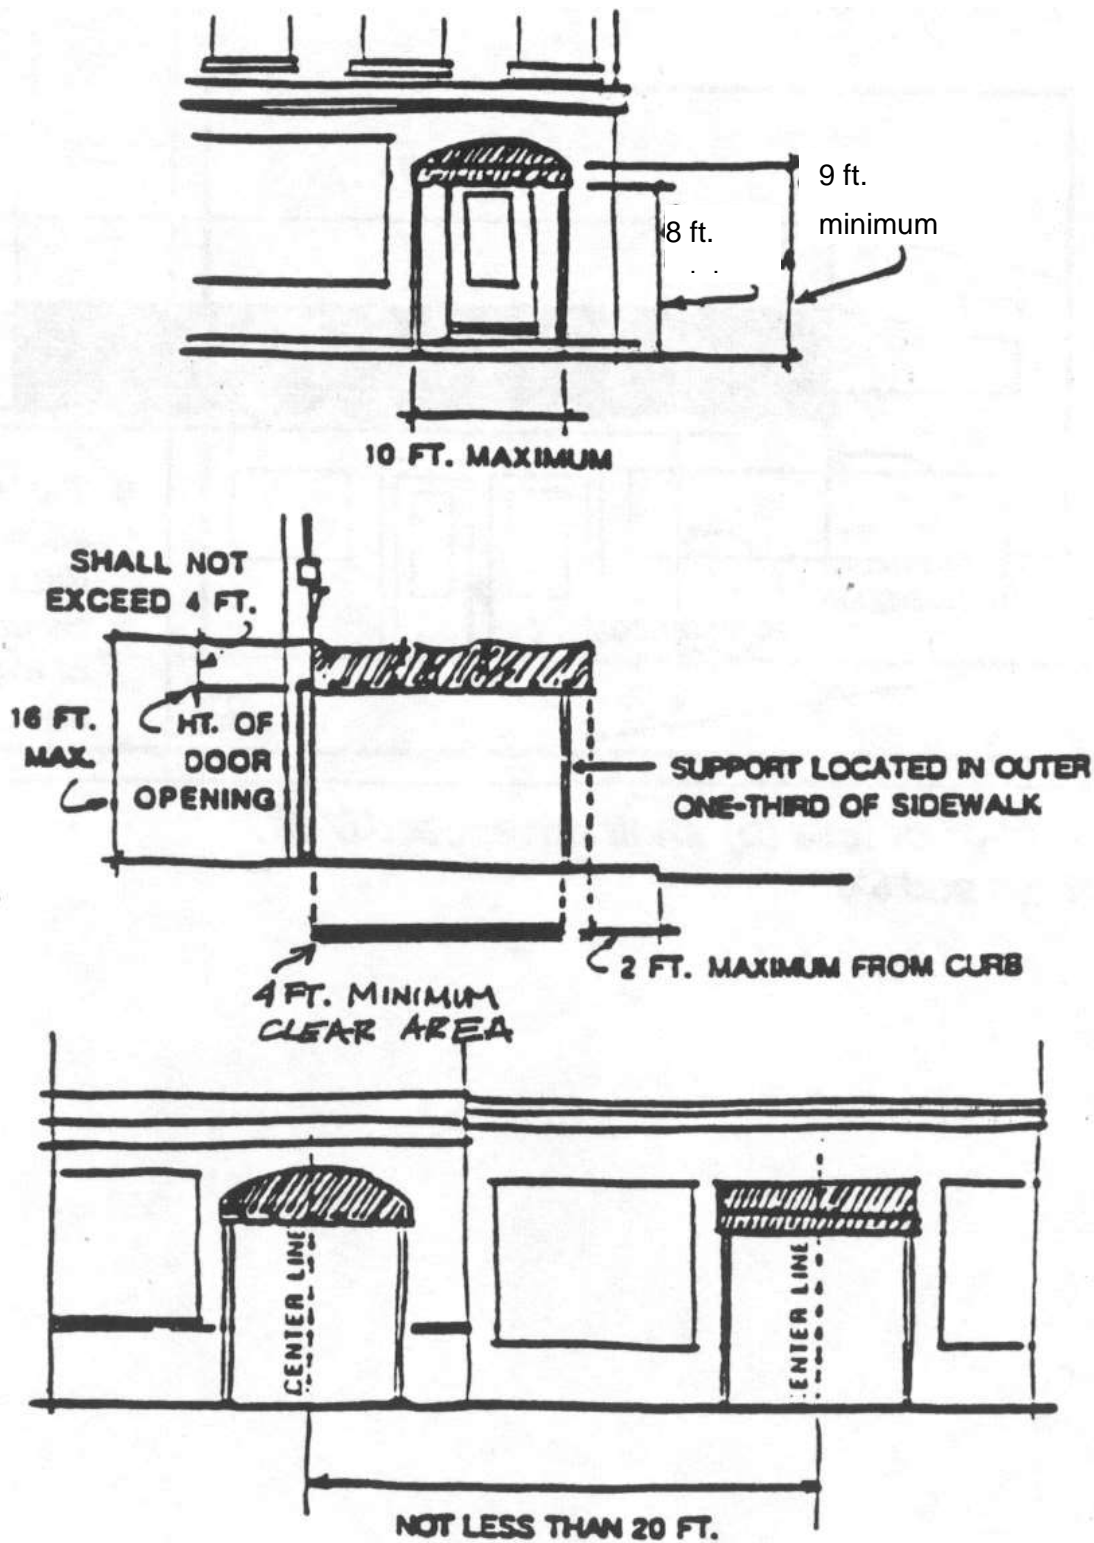 9 ft.
minimum
8 ft.
10 FT. MAXIMUM
SHALL NOT
EXCEED 4 FT.
16 FT.
MAX.
HT. OF
DOOR
OPENING
SUPPORT LOCATED IN OUTER
ONE-THIRD OF SIDEWALK
2 FT. MAXIMUM FROM CURB
4 FT. MINIMUM
CLEAR AREA
CENTER LINE
ENTER LINE
NOT LESS THAN 20 FT.